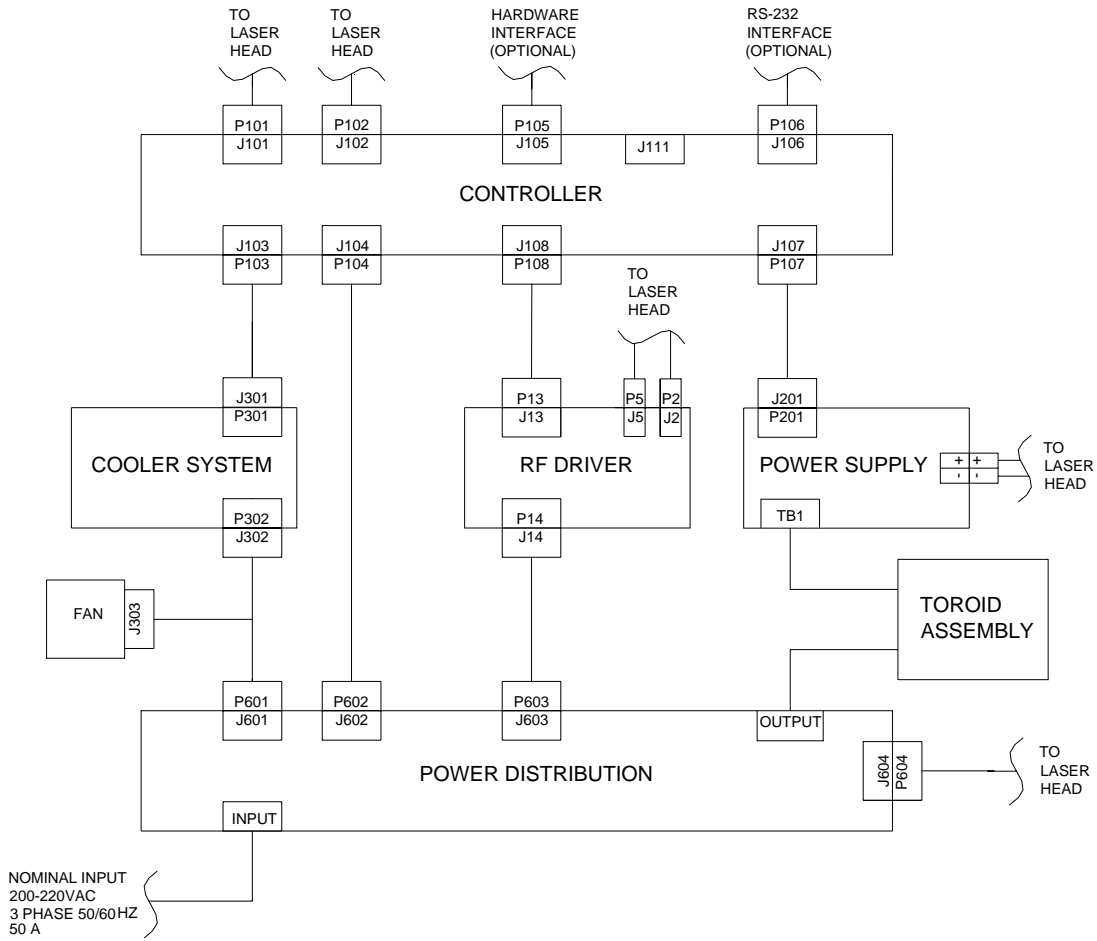 TO
LASER
HEAD
TO
LASER
HEAD
HARDWARE
INTERFACE
(OPTIONAL)
RS-232
INTERFACE
(OPTIONAL)
P101
J101
P102
J102
P105
J105
J111
P106
J106
CONTROLLER
J103
P103
J104
P104
J108
P108
J107
P107
TO
LASER
HEAD
J301
P301
P13
J13
P5
J5
P2
J2
J201
P201
COOLER SYSTEM
RF DRIVER
POWER SUPPLY
+ +
- -
TO
LASER
HEAD
P302
J302
P14
J14
TB1
FAN
J303
TOROID
ASSEMBLY
P601
J601
P602
J602
P603
J603
OUTPUT
POWER DISTRIBUTION
J604
P604
TO
LASER
HEAD
INPUT
NOMINAL INPUT
200-220VAC
3 PHASE 50/60HZ
50 A